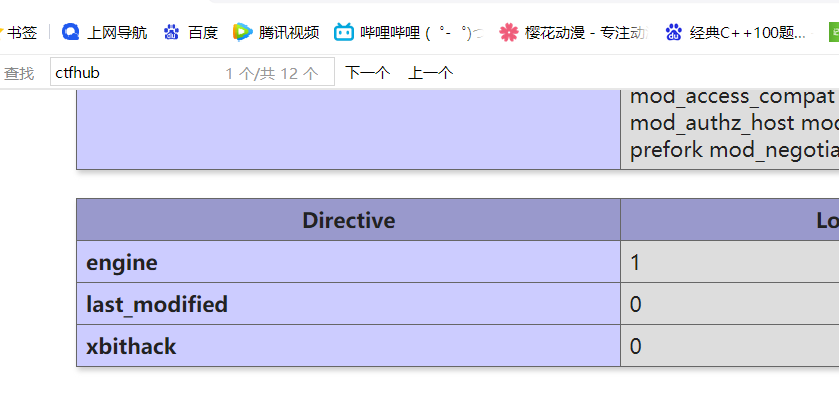 书签 上网导航 百度 腾讯视频 哔哩哔哩 ( ゜- ゜)つ 樱花动漫 - 专注动 经典C++100题...
查找 ctfhub 1 个/共 12 个 下一个 上一个
mod_access_compat
mod_authz_host mod
prefork mod_negotia
Directive Lo
engine 1
last_modified 0
xbithack 0